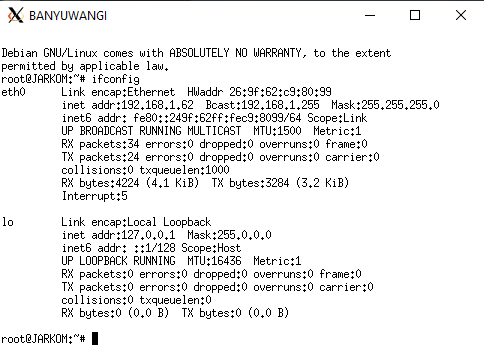 BANYUWANGI
Debian GNU/Linux comes with ABSOLUTELY NO WARRANTY, to the extent
permitted by applicable law.
root@JARKOM:~# ifconfig
eth0      Link encap:Ethernet  HWaddr 26:9f:62:c9:80:99
          inet addr:192.168.1.62  Bcast:192.168.1.255  Mask:255.255.255.0
          inet6 addr: fe80::249f:62ff:fec9:8099/64 Scope:Link
          UP BROADCAST RUNNING MULTICAST  MTU:1500  Metric:1
          RX packets:34 errors:0 dropped:0 overruns:0 frame:0
          TX packets:24 errors:0 dropped:0 overruns:0 carrier:0
          collisions:0 txqueuelen:1000
          RX bytes:4224 (4.1 KiB)  TX bytes:3284 (3.2 KiB)
          Interrupt:5
lo        Link encap:Local Loopback
          inet addr:127.0.0.1  Mask:255.0.0.0
          inet6 addr: ::1/128 Scope:Host
          UP LOOPBACK RUNNING  MTU:16436  Metric:1
          RX packets:0 errors:0 dropped:0 overruns:0 frame:0
          TX packets:0 errors:0 dropped:0 overruns:0 carrier:0
          collisions:0 txqueuelen:0
          RX bytes:0 (0.0 B)  TX bytes:0 (0.0 B)
root@JARKOM:~#